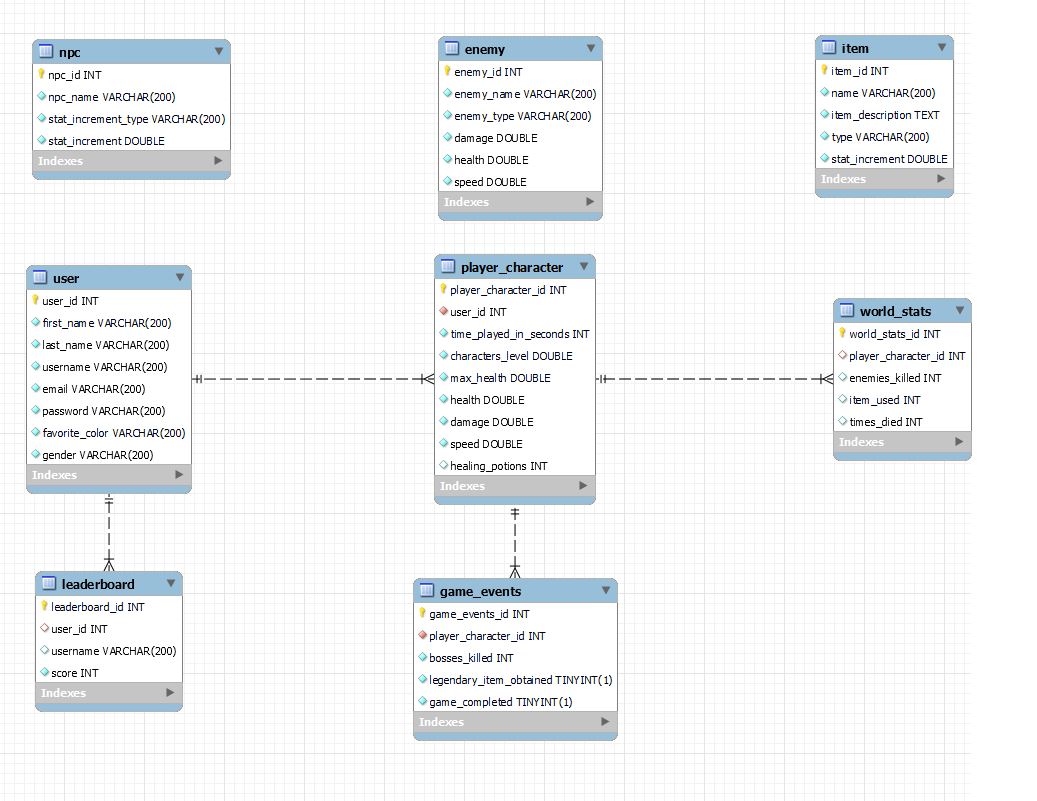 npc
npc_id INT
npc_name VARCHAR(200)
stat_increment_type VARCHAR(200)
stat_increment DOUBLE
Indexes
enemy
enemy_id INT
enemy_name VARCHAR(200)
enemy_type VARCHAR(200)
damage DOUBLE
health DOUBLE
speed DOUBLE
Indexes
item
item_id INT
name VARCHAR(200)
item_description TEXT
type VARCHAR(200)
stat_increment DOUBLE
Indexes
user
user_id INT
first_name VARCHAR(200)
last_name VARCHAR(200)
username VARCHAR(200)
email VARCHAR(200)
password VARCHAR(200)
favorite_color VARCHAR(200)
gender VARCHAR(200)
Indexes
player_character
player_character_id INT
user_id INT
time_played_in_seconds INT
characters_level DOUBLE
max_health DOUBLE
health DOUBLE
damage DOUBLE
speed DOUBLE
healing_potions INT
Indexes
world_stats
world_stats_id INT
player_character_id INT
enemies_killed INT
item_used INT
times_died INT
Indexes
leaderboard
leaderboard_id INT
user_id INT
username VARCHAR(200)
score INT
Indexes
game_events
game_events_id INT
player_character_id INT
bosses_killed INT
legendary_item_obtained TINYINT(1)
game_completed TINYINT(1)
Indexes